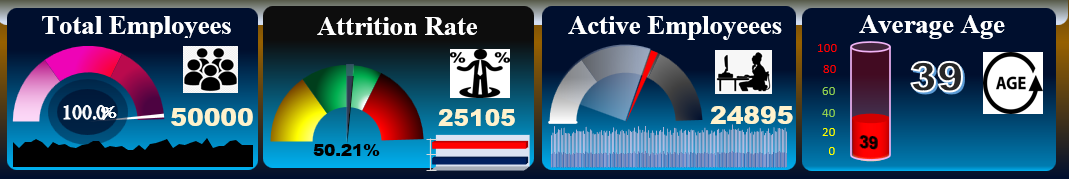 Total Employees
100.0%
50000
Attrition Rate
% %
25105
50.21%
Active Employeees
24895
Average Age
100
80
60
40
20
0
39
39
AGE